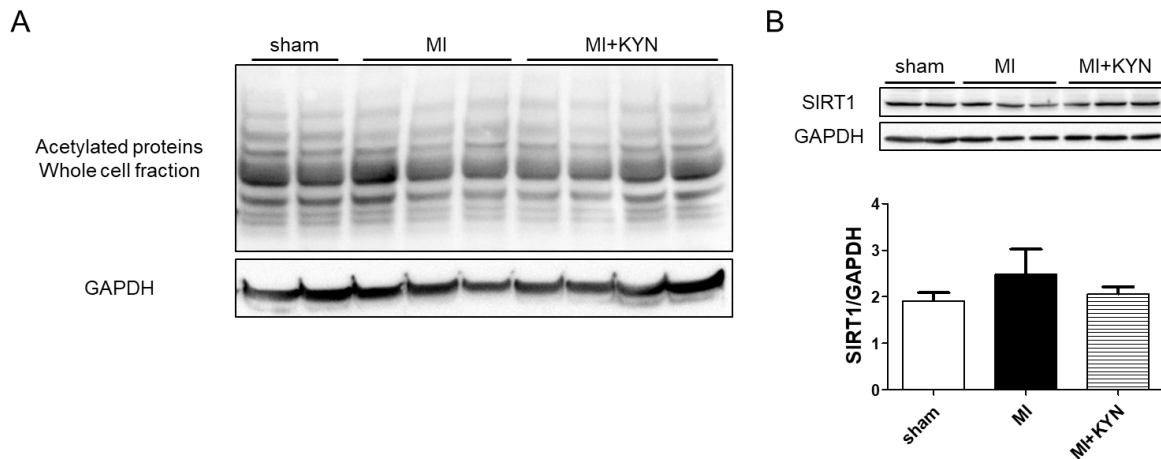 A
sham MI MI+KYN
Acetylated proteins
Whole cell fraction
GAPDH
B
sham MI MI+KYN
SIRT1
GAPDH
SIRT1/GAPDH
4
3
2
1
0
sham
MI
MI+KYN